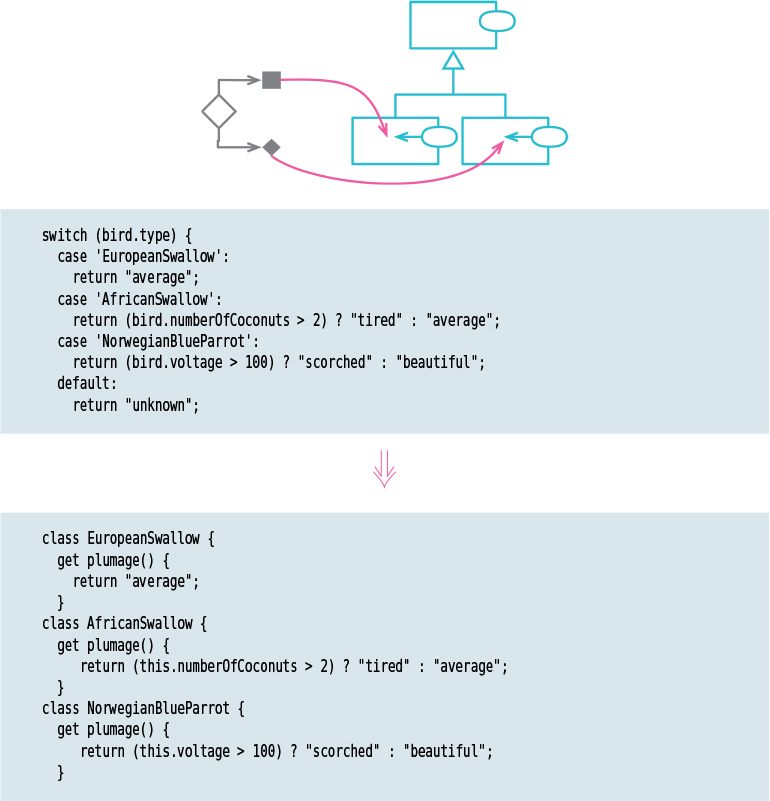 switch (bird.type) {
  case 'EuropeanSwallow':
    return "average";
  case 'AfricanSwallow':
    return (bird.numberOfCoconuts > 2) ? "tired" : "average";
  case 'NorwegianBlueParrot':
    return (bird.voltage > 100) ? "scorched" : "beautiful";
  default:
    return "unknown";
class EuropeanSwallow {
  get plumage() {
    return "average";
  }
class AfricanSwallow {
  get plumage() {
     return (this.numberOfCoconuts > 2) ? "tired" : "average";
  }
class NorwegianBlueParrot {
  get plumage() {
     return (this.voltage > 100) ? "scorched" : "beautiful";
  }